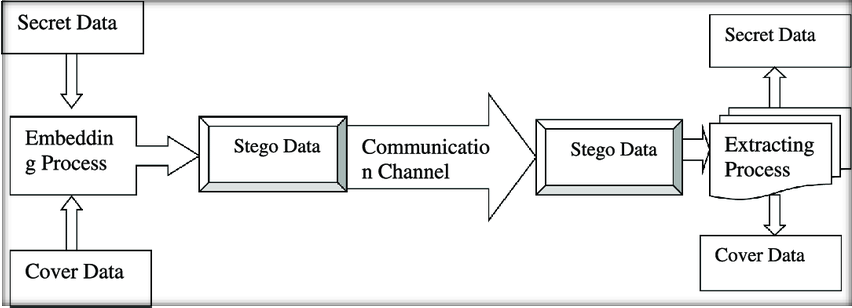 Secret Data
Secret Data
Embeddin
g Process
Stego Data
Communicatio
n Channel
Stego Data
Extracting
Process
Cover Data
Cover Data